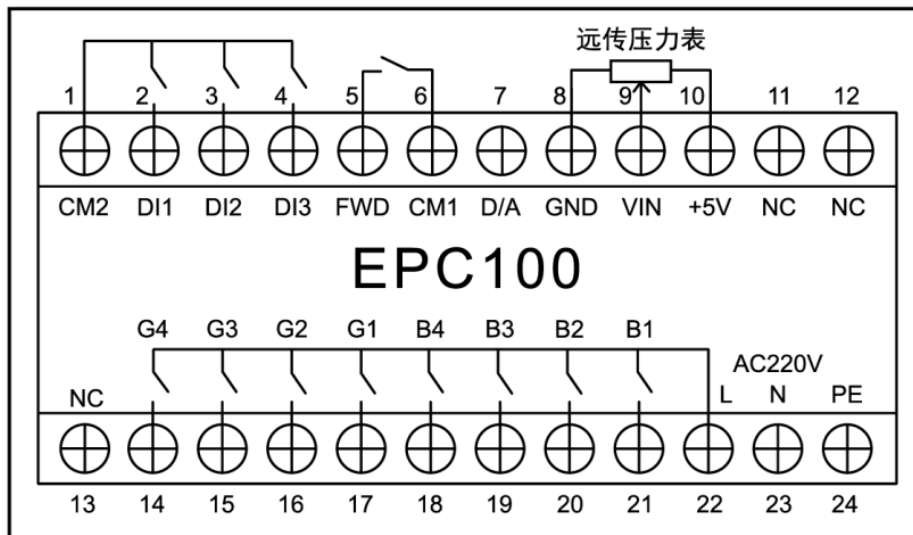 远传压力表
1 2 3 4 5 6 7 8 9 10 11 12
CM2 DI1 DI2 DI3 FWD CM1 D/A GND VIN +5V NC NC
EPC100
G4 G3 G2 G1 B4 B3 B2 B1
AC220V
NC L N PE
13 14 15 16 17 18 19 20 21 22 23 24